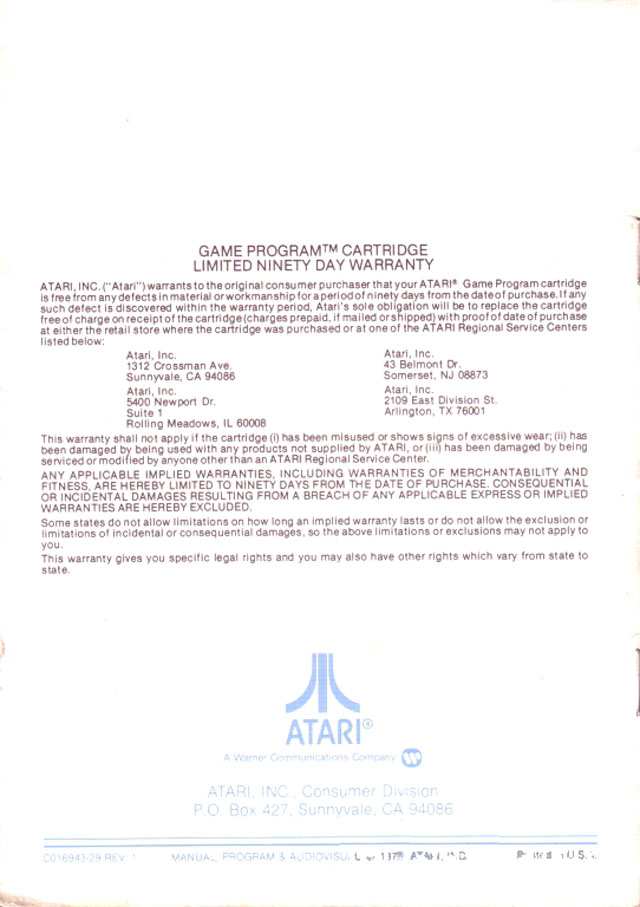 GAME PROGRAM™ CARTRIDGE
LIMITED NINETY DAY WARRANTY
ATARI, INC. ("Atari") warrants to the original consumer purchaser that your ATARI® Game Program cartridge
is free from any defects in material or workmanship for a period of ninety days from the date of purchase. If any
such defect is discovered within the warranty period, Atari's sole obligation will be to replace the cartridge
free of charge on receipt of the cartridge (charges prepaid, if mailed or shipped) with proof of date of purchase
at either the retail store where the cartridge was purchased or at one of the ATARI Regional Service Centers
listed below:
Atari, Inc.
1312 Crossman Ave.
Sunnyvale, CA 94086
Atari, Inc.
5400 Newport Dr.
Suite 1
Rolling Meadows, IL 60008
Atari, Inc.
43 Belmont Dr.
Somerset, NJ 08873
Atari, Inc.
2109 East Division St.
Arlington, TX 76001
This warranty shall not apply if the cartridge (i) has been misused or shows signs of excessive wear; (ii) has
been damaged by being used with any products not supplied by ATARI, or (iii) has been damaged by being
serviced or modified by anyone other than an ATARI Regional Service Center.
ANY APPLICABLE IMPLIED WARRANTIES, INCLUDING WARRANTIES OF MERCHANTABILITY AND
FITNESS, ARE HEREBY LIMITED TO NINETY DAYS FROM THE DATE OF PURCHASE. CONSEQUENTIAL
OR INCIDENTAL DAMAGES RESULTING FROM A BREACH OF ANY APPLICABLE EXPRESS OR IMPLIED
WARRANTIES ARE HEREBY EXCLUDED.
Some states do not allow limitations on how long an implied warranty lasts or do not allow the exclusion or
limitations of incidental or consequential damages, so the above limitations or exclusions may not apply to
you.
This warranty gives you specific legal rights and you may also have other rights which vary from state to
state.
ATARI®
A Warner Communications Company
ATARI, INC., Consumer Division
P.O. Box 427, Sunnyvale, CA 94086
C016943-29 REV. 1 MANUAL, PROGRAM & U.S.